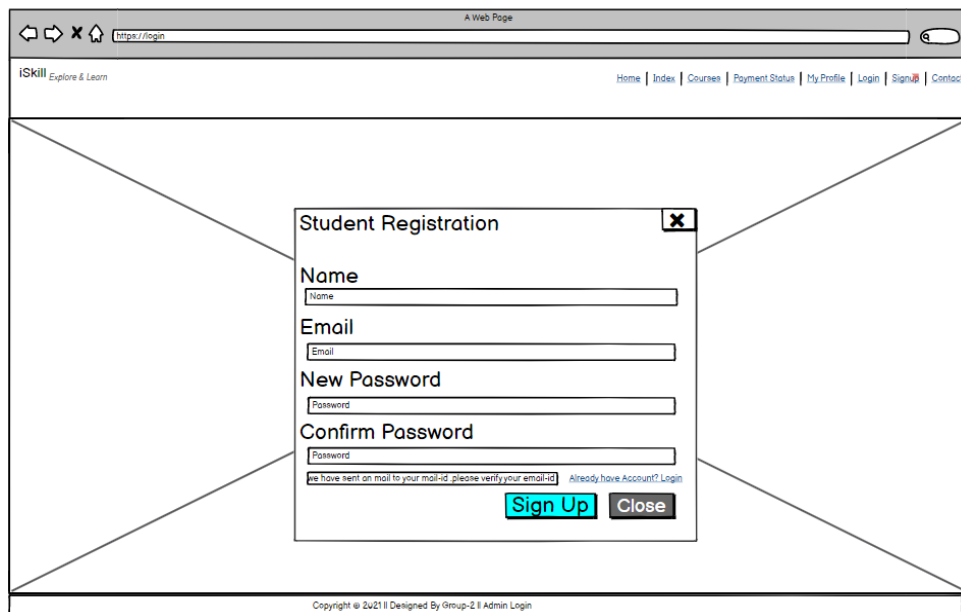 A Web Page
https://login
iSkill Explore & Learn
Home | Index | Courses | Payment Status | My Profile | Login | Signup | Contact
Student Registration
Name
Name
Email
Email
New Password
Password
Confirm Password
Password
we have sent an mail to your mail-id .please verify your email-id
Already have Account? Login
Sign Up
Close
Copyright © 2021 II Designed By Group-2 II Admin Login